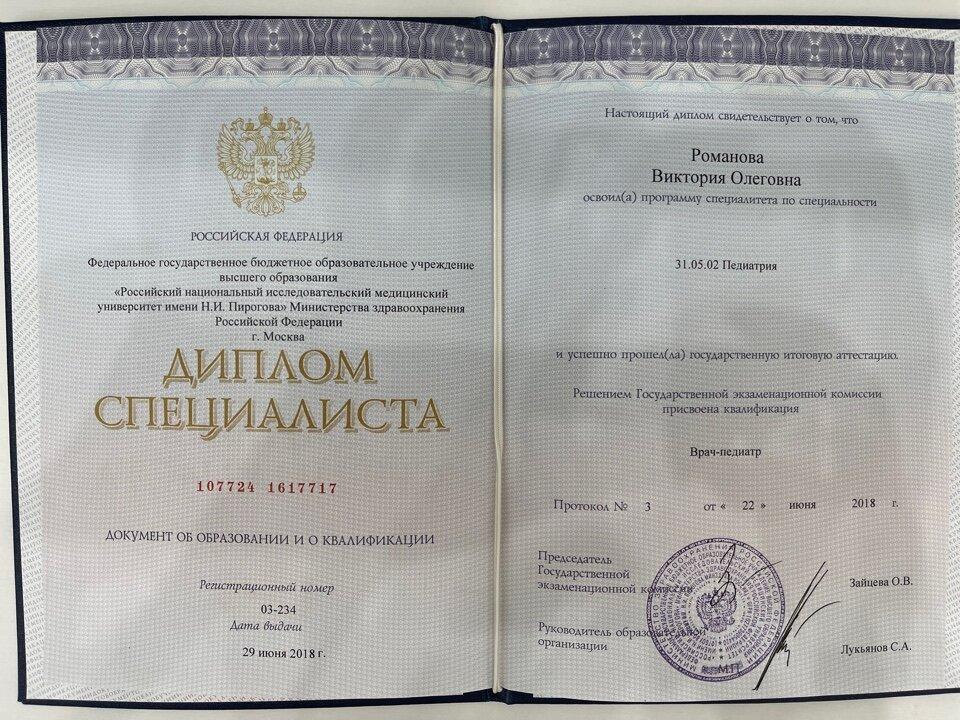 РОССИЙСКАЯ ФЕДЕРАЦИЯ
Федеральное государственное бюджетное образовательное учреждение
высшего образования
«Российский национальный исследовательский медицинский
университет имени Н.И. Пирогова» Министерства здравоохранения
Российской Федерации
г. Москва
ДИПЛОМ
СПЕЦИАЛИСТА
107724 1617717
ДОКУМЕНТ ОБ ОБРАЗОВАНИИ И О КВАЛИФИКАЦИИ
Регистрационный номер
03-234
Дата выдачи
29 июня 2018 г.
Настоящий диплом свидетельствует о том, что
Романова
Виктория Олеговна
освоил(а) программу специалитета по специальности
31.05.02 Педиатрия
и успешно прошел(ла) государственную итоговую аттестацию.
Решением Государственной экзаменационной комиссии
присвоена квалификация
Врач-педиатр
Протокол № 3 от « 22 » июня 2018 г.
Председатель
Государственной
экзаменационной комиссии
Зайцева О.В.
Руководитель образовательной
организации
Лукьянов С.А.
М.П.